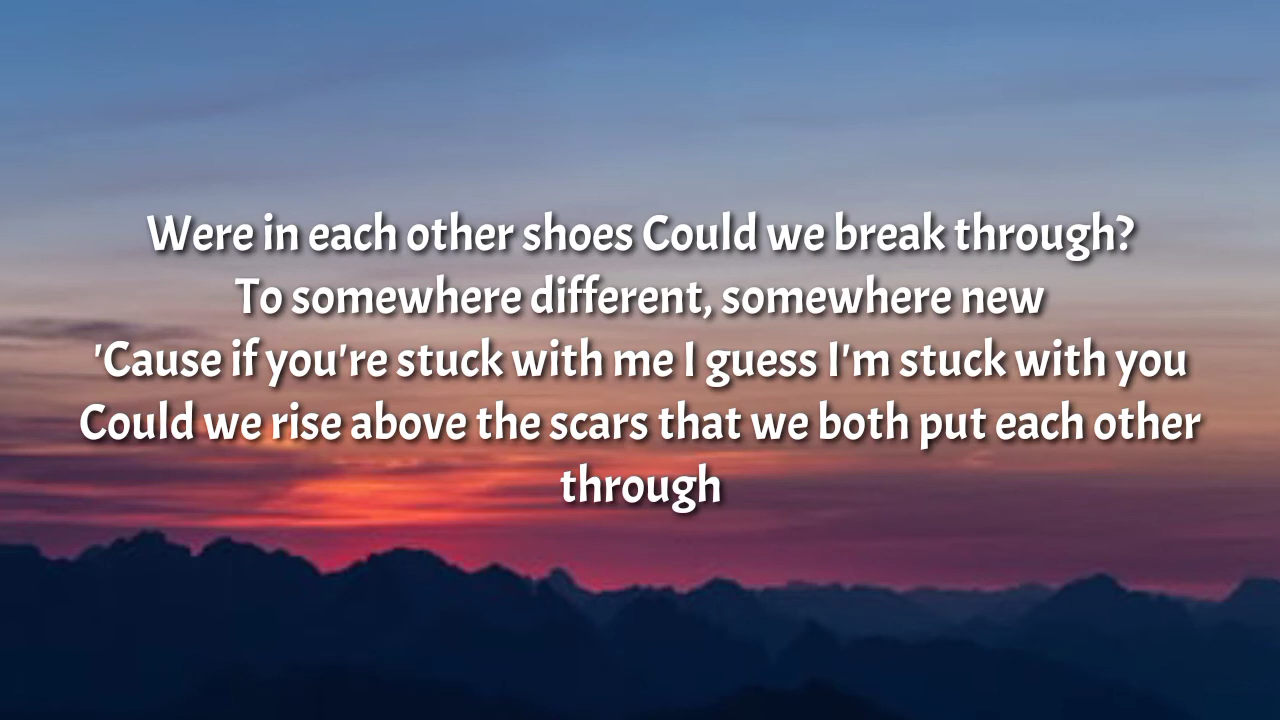 Were in each other shoes Could we break through?
To somewhere different, somewhere new
'Cause if you're stuck with me I guess I'm stuck with you
Could we rise above the scars that we both put each other
through